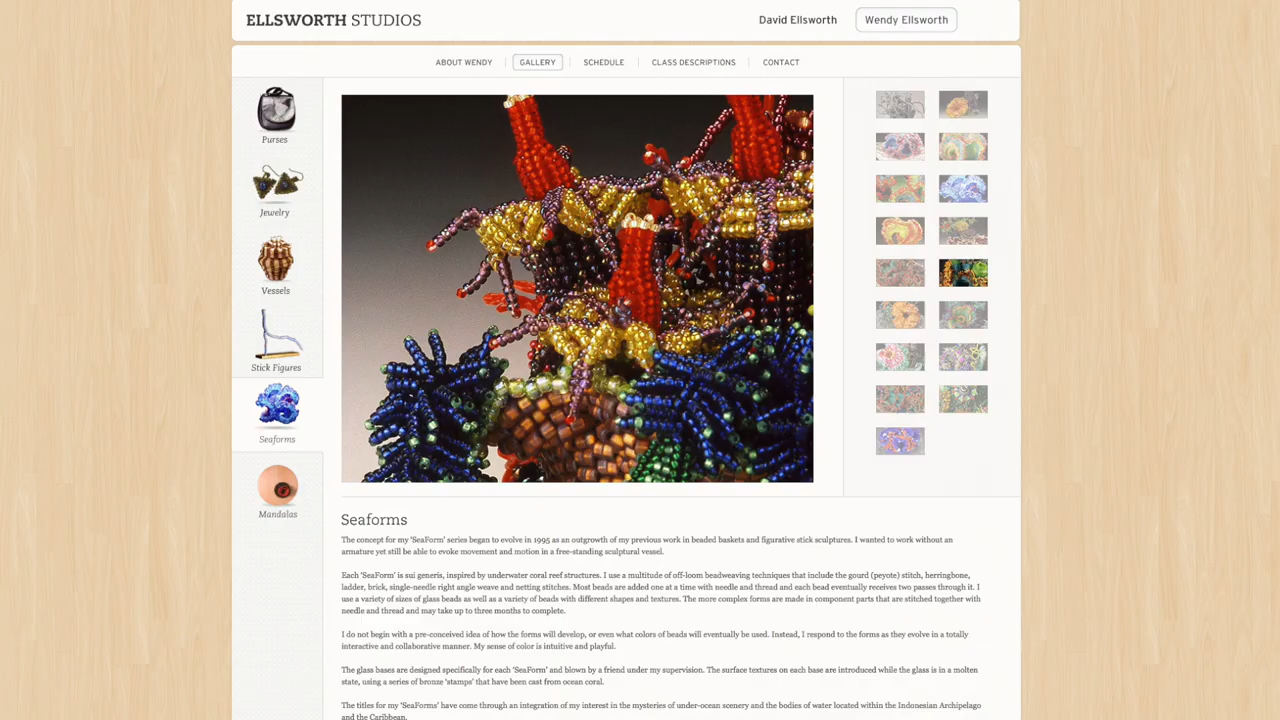 ELLSWORTH STUDIOS
David Ellsworth
Wendy Ellsworth
ABOUT WENDY
GALLERY
SCHEDULE
CLASS DESCRIPTIONS
CONTACT
Purses
Jewelry
Vessels
Stick Figures
Seaforms
Mandalas
Seaforms
The concept for my 'SeaForm' series began to evolve in 1995 as an outgrowth of my previous work in beaded baskets and figurative stick sculptures. I wanted to work without an
armature yet still be able to evoke movement and motion in a free-standing sculptural vessel.
Each 'SeaForm' is sui generis, inspired by underwater coral reef structures. I use a multitude of off-loom beadweaving techniques that include the gourd (peyote) stitch, herringbone,
ladder, brick, single-needle right angle weave and netting stitches. Most beads are added one at a time with needle and thread and each bead eventually receives two passes through it. I
use a variety of sizes of glass beads as well as a variety of beads with different shapes and textures. The more complex forms are made in component parts that are stitched together with
needle and thread and may take up to three months to complete.
I do not begin with a pre-conceived idea of how the forms will develop, or even what colors of beads will eventually be used. Instead, I respond to the forms as they evolve in a totally
interactive and collaborative manner. My sense of color is intuitive and playful.
The glass bases are designed specifically for each 'SeaForm' and blown by a friend under my supervision. The surface textures on each base are introduced while the glass is in a molten
state, using a series of bronze 'stamps' that have been cast from ocean coral.
The titles for my 'SeaForms' have come through an integration of my interest in the mysteries of under-ocean scenery and the bodies of water located within the Indonesian Archipelago
and the Caribbean.